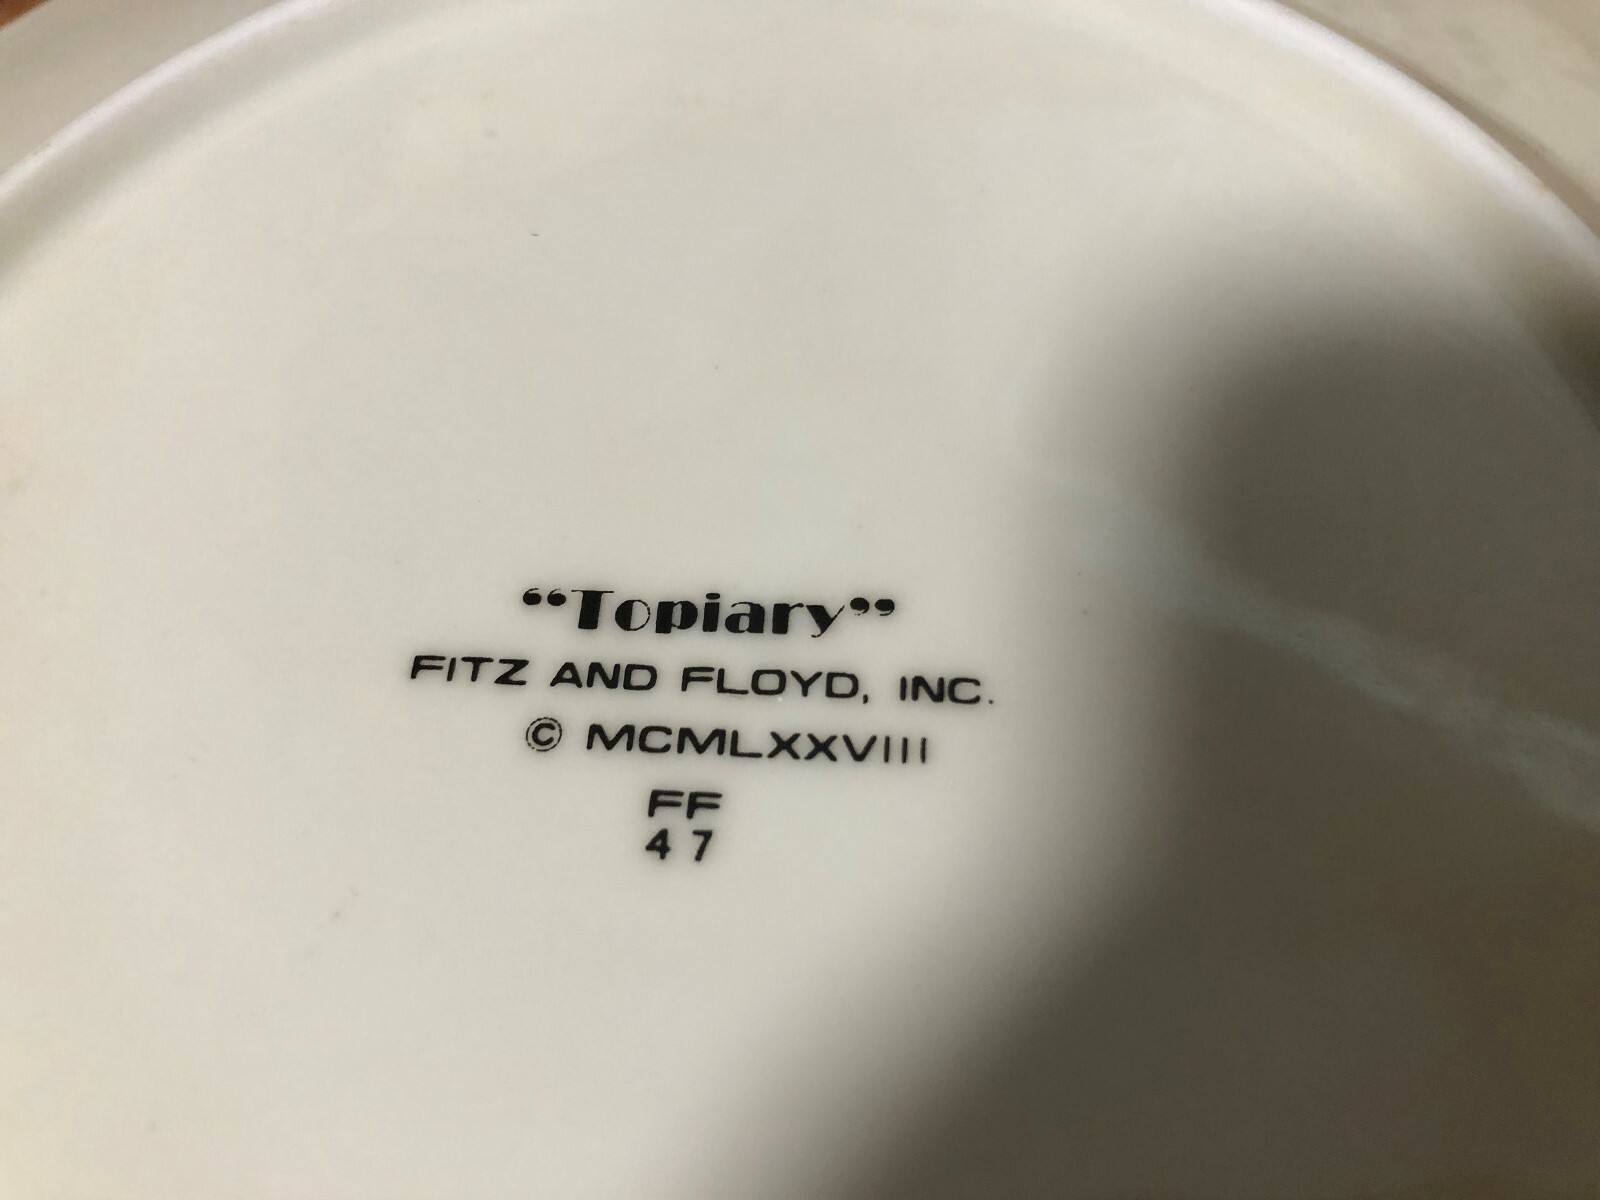 “Topiary”
FITZ AND FLOYD, INC.
© MCMLXXVIII
FF
47